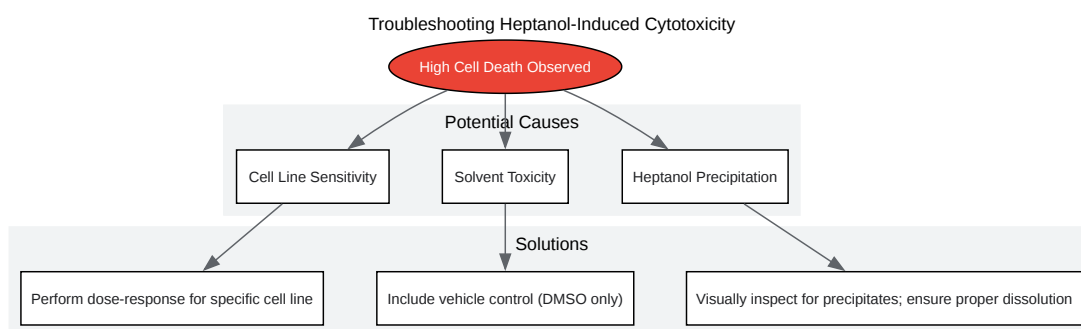 Troubleshooting Heptanol-Induced Cytotoxicity
High Cell Death Observed
Potential Causes
Cell Line Sensitivity
Solvent Toxicity
Heptanol Precipitation
Solutions
Perform dose-response for specific cell line
Include vehicle control (DMSO only)
Visually inspect for precipitates; ensure proper dissolution